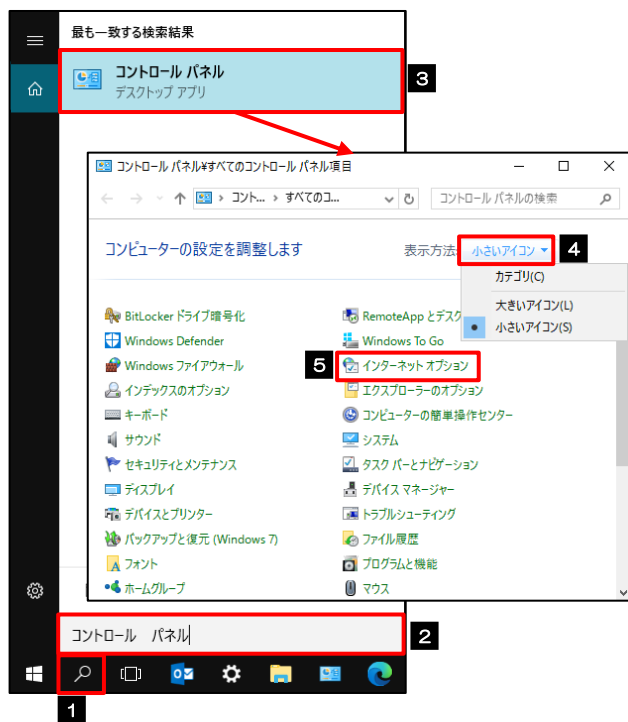 最も一致する検索結果
コントロール パネル
デスクトップ アプリ
3
コントロール パネル¥すべてのコントロール パネル項目
コント... › すべてのコ...
コントロール パネルの検索
コンピューターの設定を調整します
表示方法:
小さいアイコン
4
カテゴリ(C)
大きいアイコン(L)
小さいアイコン(S)
BitLocker ドライブ暗号化
RemoteApp とデスク
Windows Defender
Windows To Go
Windows ファイアウォール
5
インターネット オプション
インデックスのオプション
エクスプローラーのオプション
キーボード
コンピューターの簡単操作センター
サウンド
システム
セキュリティとメンテナンス
タスク バーとナビゲーション
ディスプレイ
デバイス マネージャー
デバイスとプリンター
トラブルシューティング
バックアップと復元 (Windows 7)
ファイル履歴
フォント
プログラムと機能
ホームグループ
マウス
コントロール　パネル
2
1